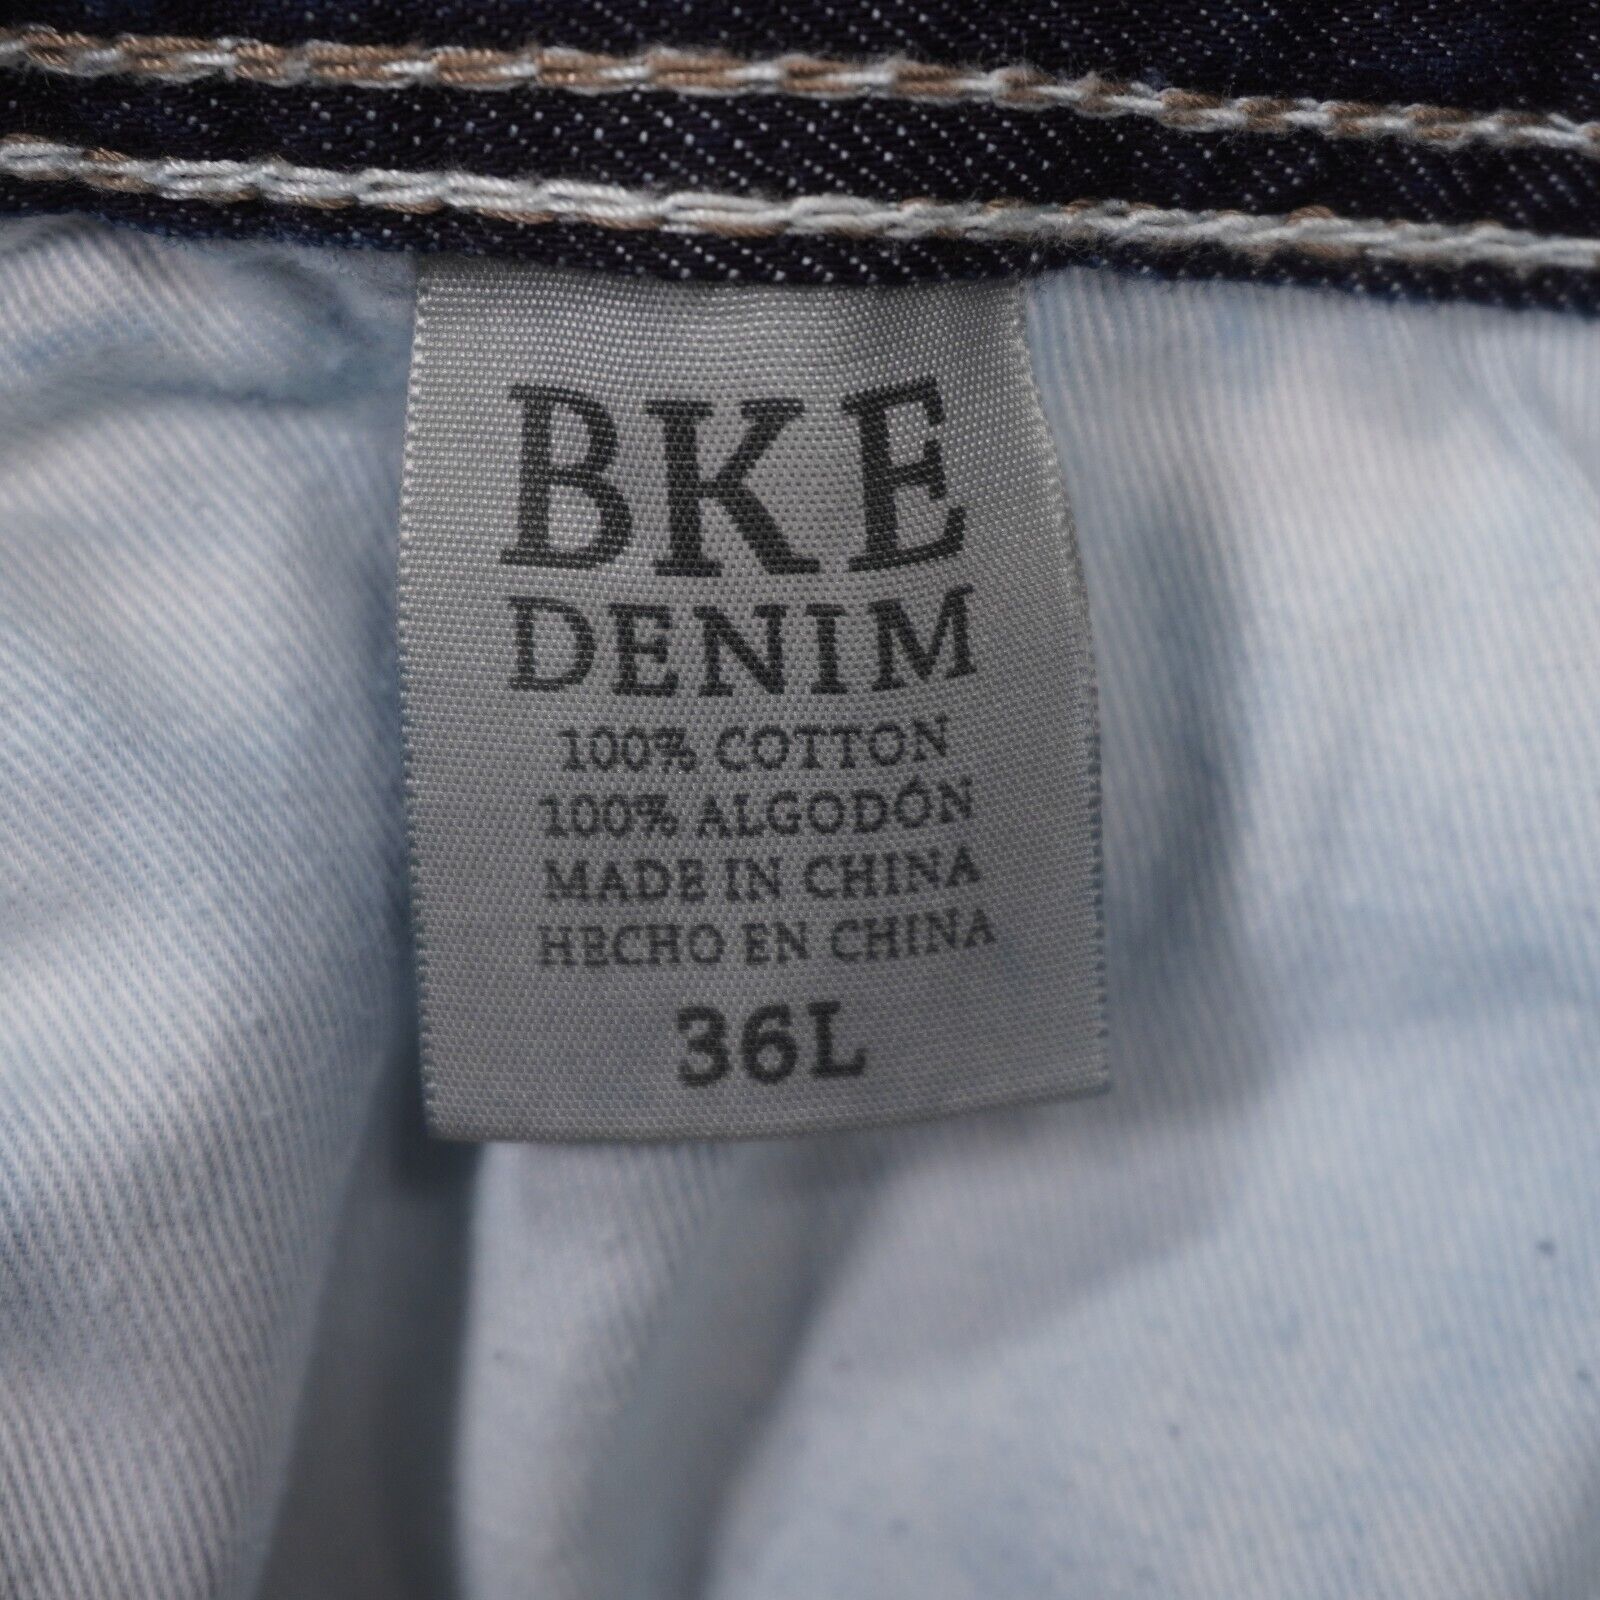 BKE
DENIM
100% COTTON
100% ALGODÓN
MADE IN CHINA
HECHO EN CHINA
36L